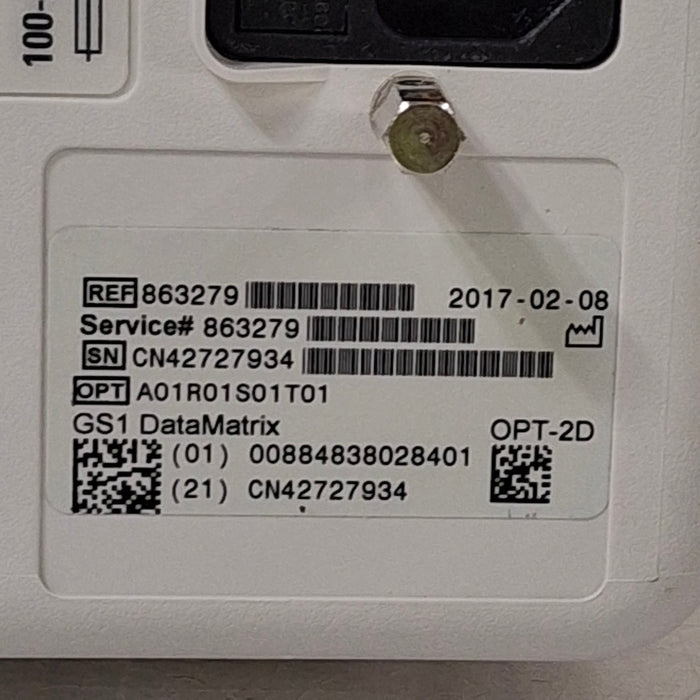 100-
REF 863279 2017-02-08
Service# 863279
SN CN42727934
OPT A01R01S01T01
GS1 DataMatrix OPT-2D
(01) 00884838028401
(21) CN42727934